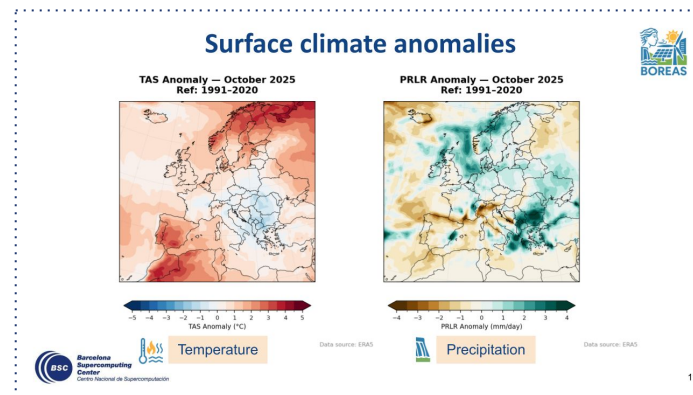 Surface climate anomalies
BOREAS
TAS Anomaly — October 2025
Ref: 1991–2020
PRLR Anomaly — October 2025
Ref: 1991–2020
−5 −4 −3 −2 −1 0 1 2 3 4 5
TAS Anomaly (°C)
−4 −3 −2 −1 0 1 2 3 4
PRLR Anomaly (mm/day)
Temperature
Data source: ERA5
Precipitation
Data source: ERA5
BSC
Barcelona
Supercomputing
Center
Centro Nacional de Supercomputación
1